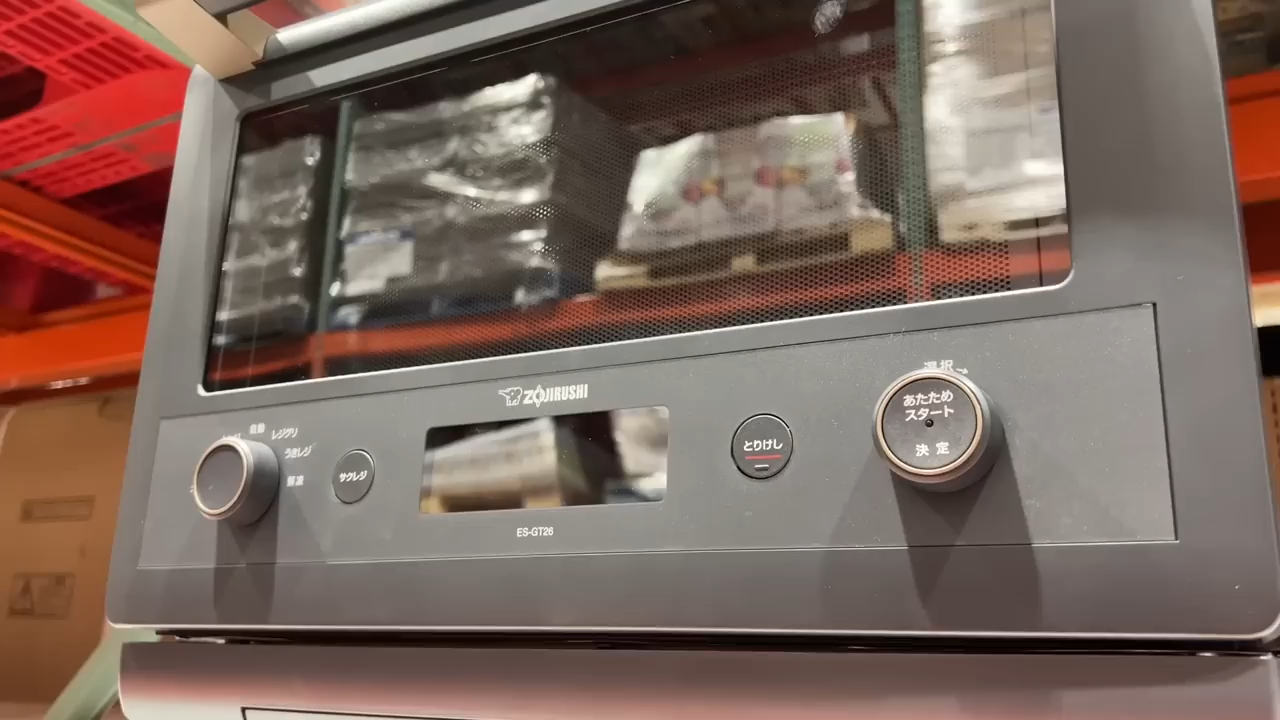 ZOJIRUSHI
選択→
自動
レジグリ
うきレジ
解凍
サクレジ
とりけし
あたため
スタート
決定
ES-GT26